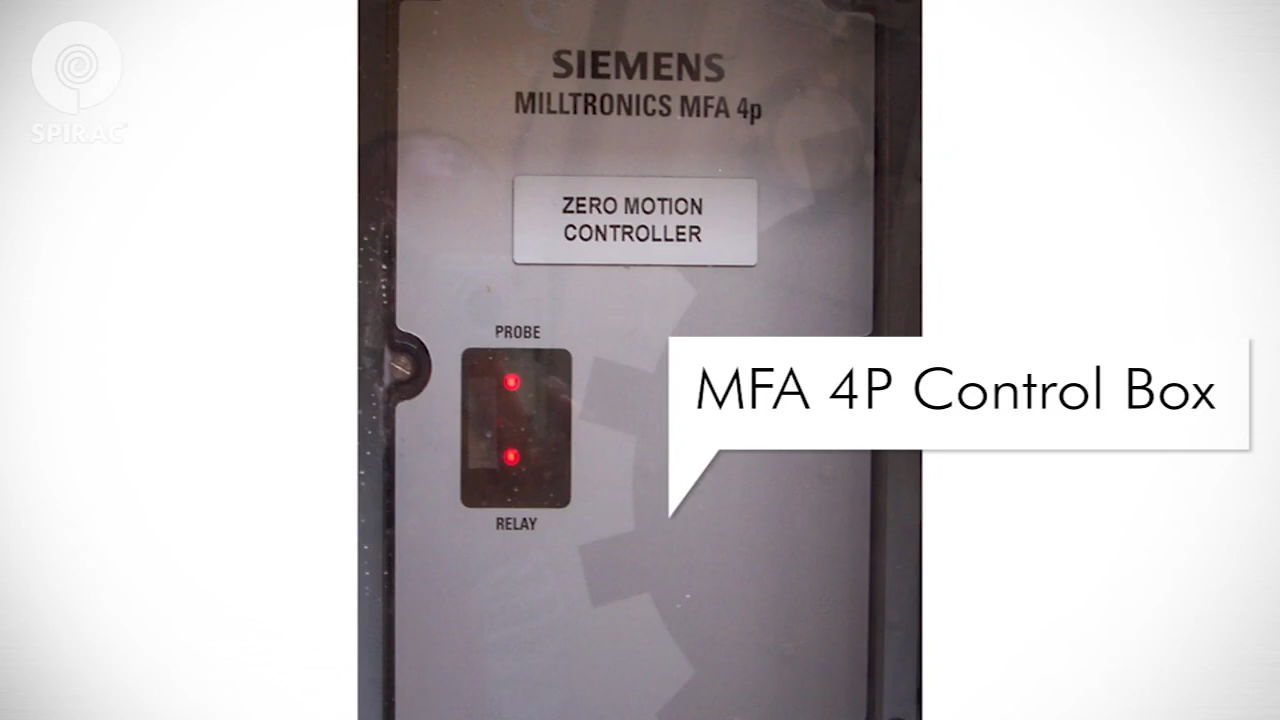 SPIRAC
SIEMENS
MILLTRONICS MFA 4p
ZERO MOTION
CONTROLLER
PROBE
MFA 4P Control Box
RELAY